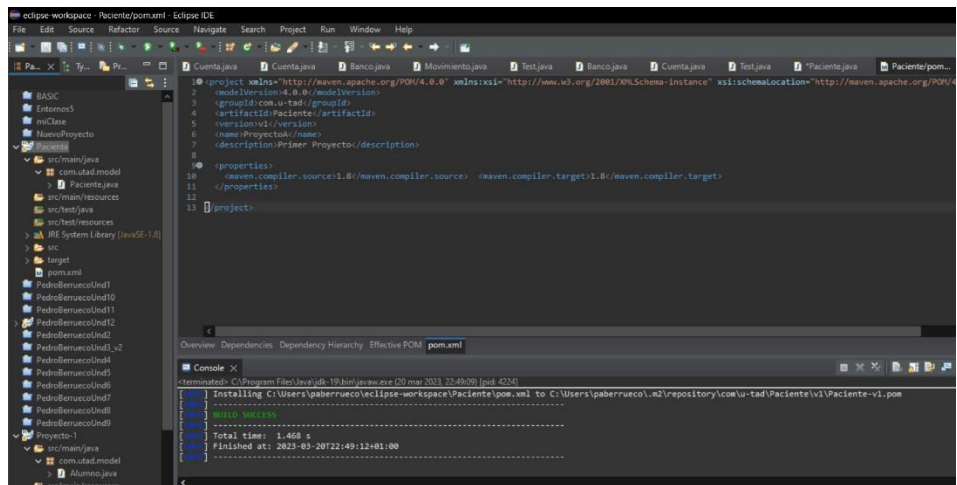 eclipse-workspace - Paciente/pom.xml - Eclipse IDE
File Edit Source Refactor Source Navigate Search Project Run Window Help
Pa... Ty... Pr...
Cuenta.java Cuenta.java Banco.java Movimiento.java Test.java Banco.java Cuenta.java Test.java *Paciente.java Paciente/pom...
BASIC
Entornos5
miClase
NuevoProyecto
Paciente
src/main/java
com.utad.model
Paciente.java
src/main/resources
src/test/java
src/test/resources
JRE System Library [JavaSE-1.8]
src
target
pom.xml
PedroBerruecoUnd1
PedroBerruecoUnd10
PedroBerruecoUnd11
PedroBerruecoUnd12
PedroBerruecoUnd2
PedroBerruecoUnd3_v2
PedroBerruecoUnd4
PedroBerruecoUnd5
PedroBerruecoUnd6
PedroBerruecoUnd7
PedroBerruecoUnd8
PedroBerruecoUnd9
Proyecto-1
src/main/java
com.utad.model
Alumno.java
1 <project xmlns="http://maven.apache.org/POM/4.0.0" xmlns:xsi="http://www.w3.org/2001/XMLSchema-instance" xsi:schemaLocation="http://maven.apache.org/POM/4
2 <modelVersion>4.0.0</modelVersion>
3 <groupId>com.u-tad</groupId>
4 <artifactId>Paciente</artifactId>
5 <version>v1</version>
6 <name>ProyectoA</name>
7 <description>Primer Proyecto</description>
8
9 <properties>
10 <maven.compiler.source>1.8</maven.compiler.source> <maven.compiler.target>1.8</maven.compiler.target>
11 </properties>
12
13 </project>
Overview Dependencies Dependency Hierarchy Effective POM pom.xml
Console
<terminated> C:\Program Files\Java\jdk-19\bin\javaw.exe (20 mar 2023, 22:49:09) [pid: 4224]
[INFO] Installing C:\Users\paberrueco\eclipse-workspace\Paciente\pom.xml to C:\Users\paberrueco\.m2\repository\com\u-tad\Paciente\v1\Paciente-v1.pom
[INFO] ------------------------------------------------------------------------
[INFO] BUILD SUCCESS
[INFO] ------------------------------------------------------------------------
[INFO] Total time: 1.468 s
[INFO] Finished at: 2023-03-20T22:49:12+01:00
[INFO] ------------------------------------------------------------------------